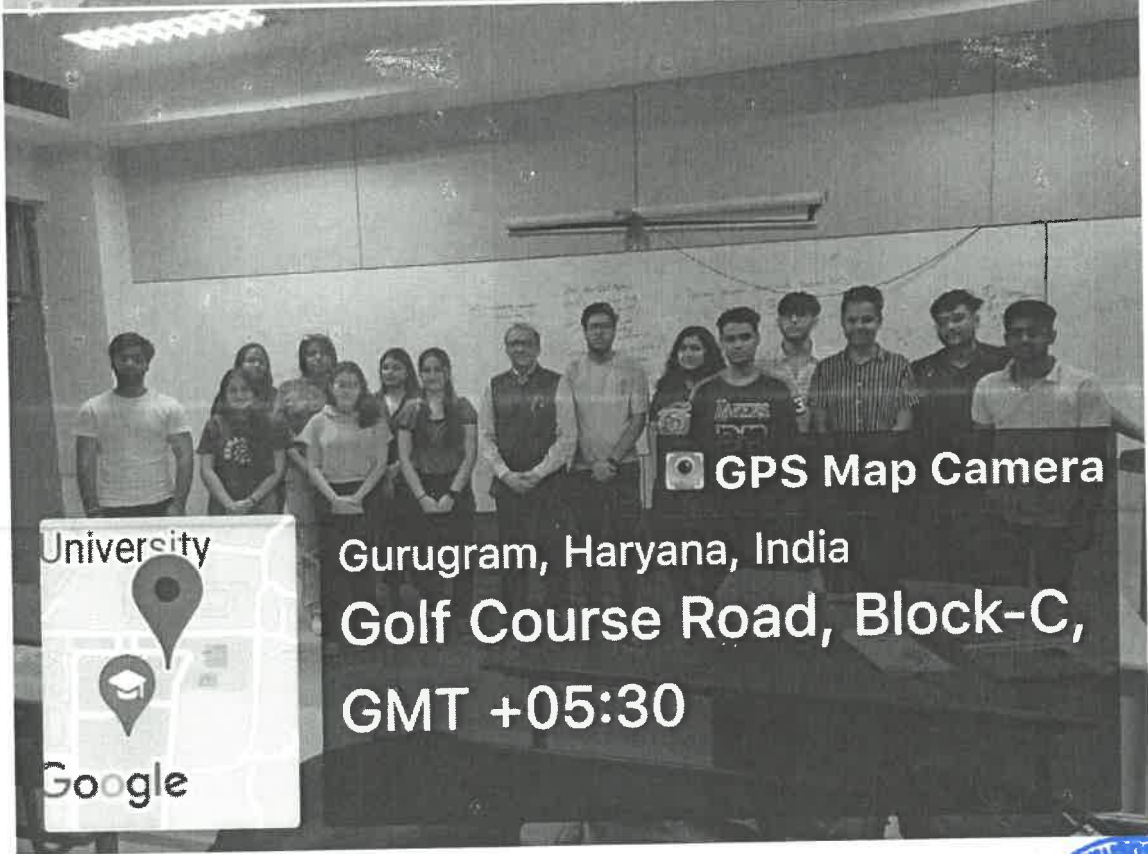 GPS Map Camera
University
Gurugram, Haryana, India
Golf Course Road, Block-C,
GMT +05:30
Google